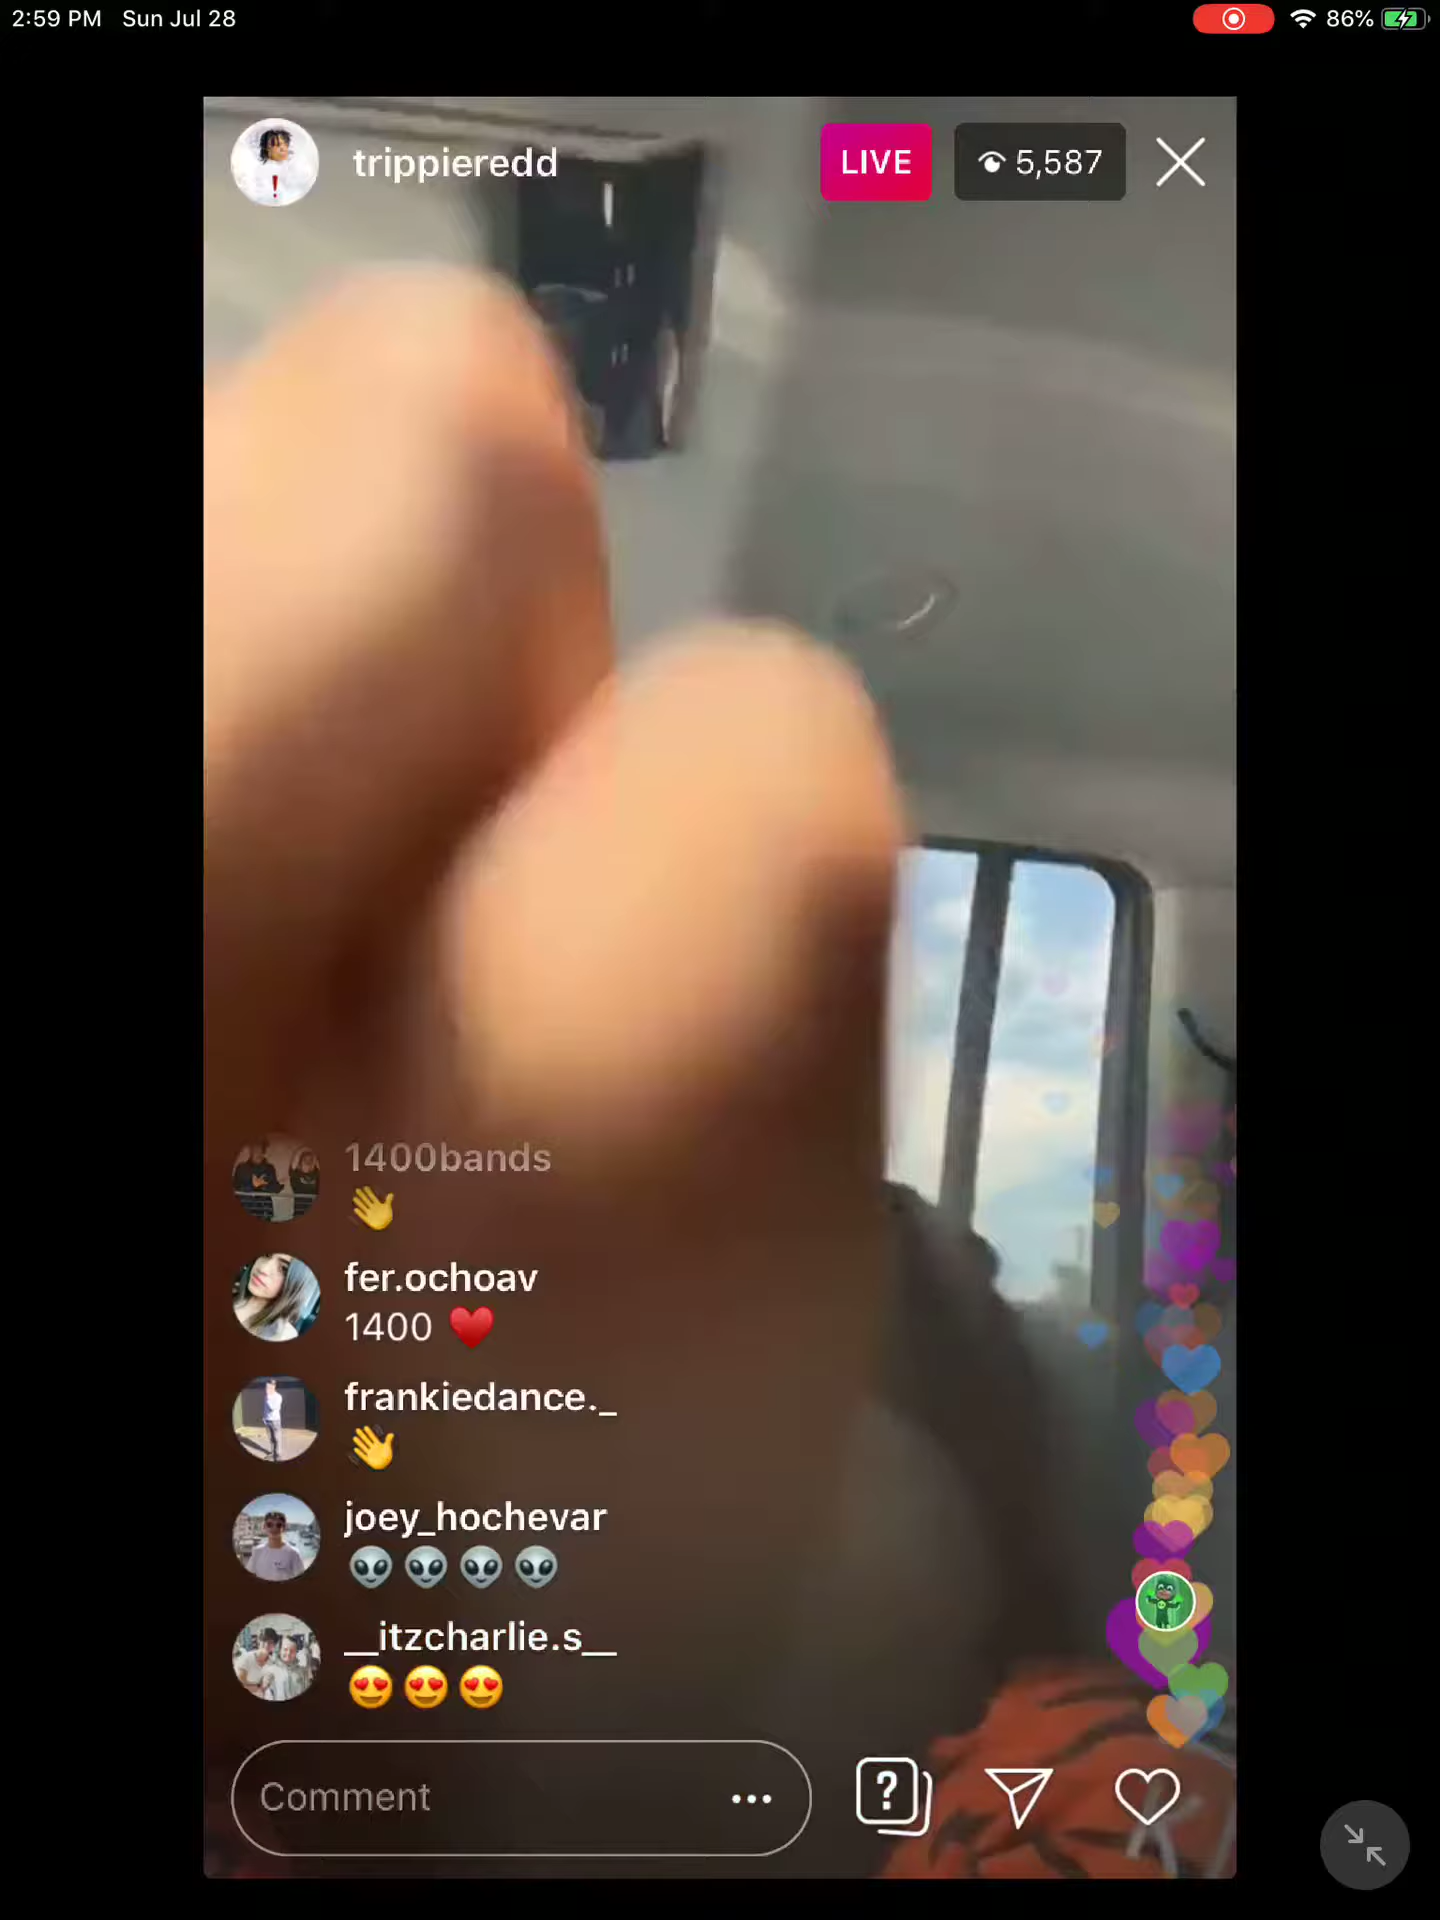 2:59 PM Sun Jul 28
86%
trippieredd
LIVE
5,587
1400bands
👋
fer.ochoav
1400 ❤️
frankiedance._
👋
joey_hochevar
👽👽👽👽
__itzcharlie.s__
😍😍😍
Comment